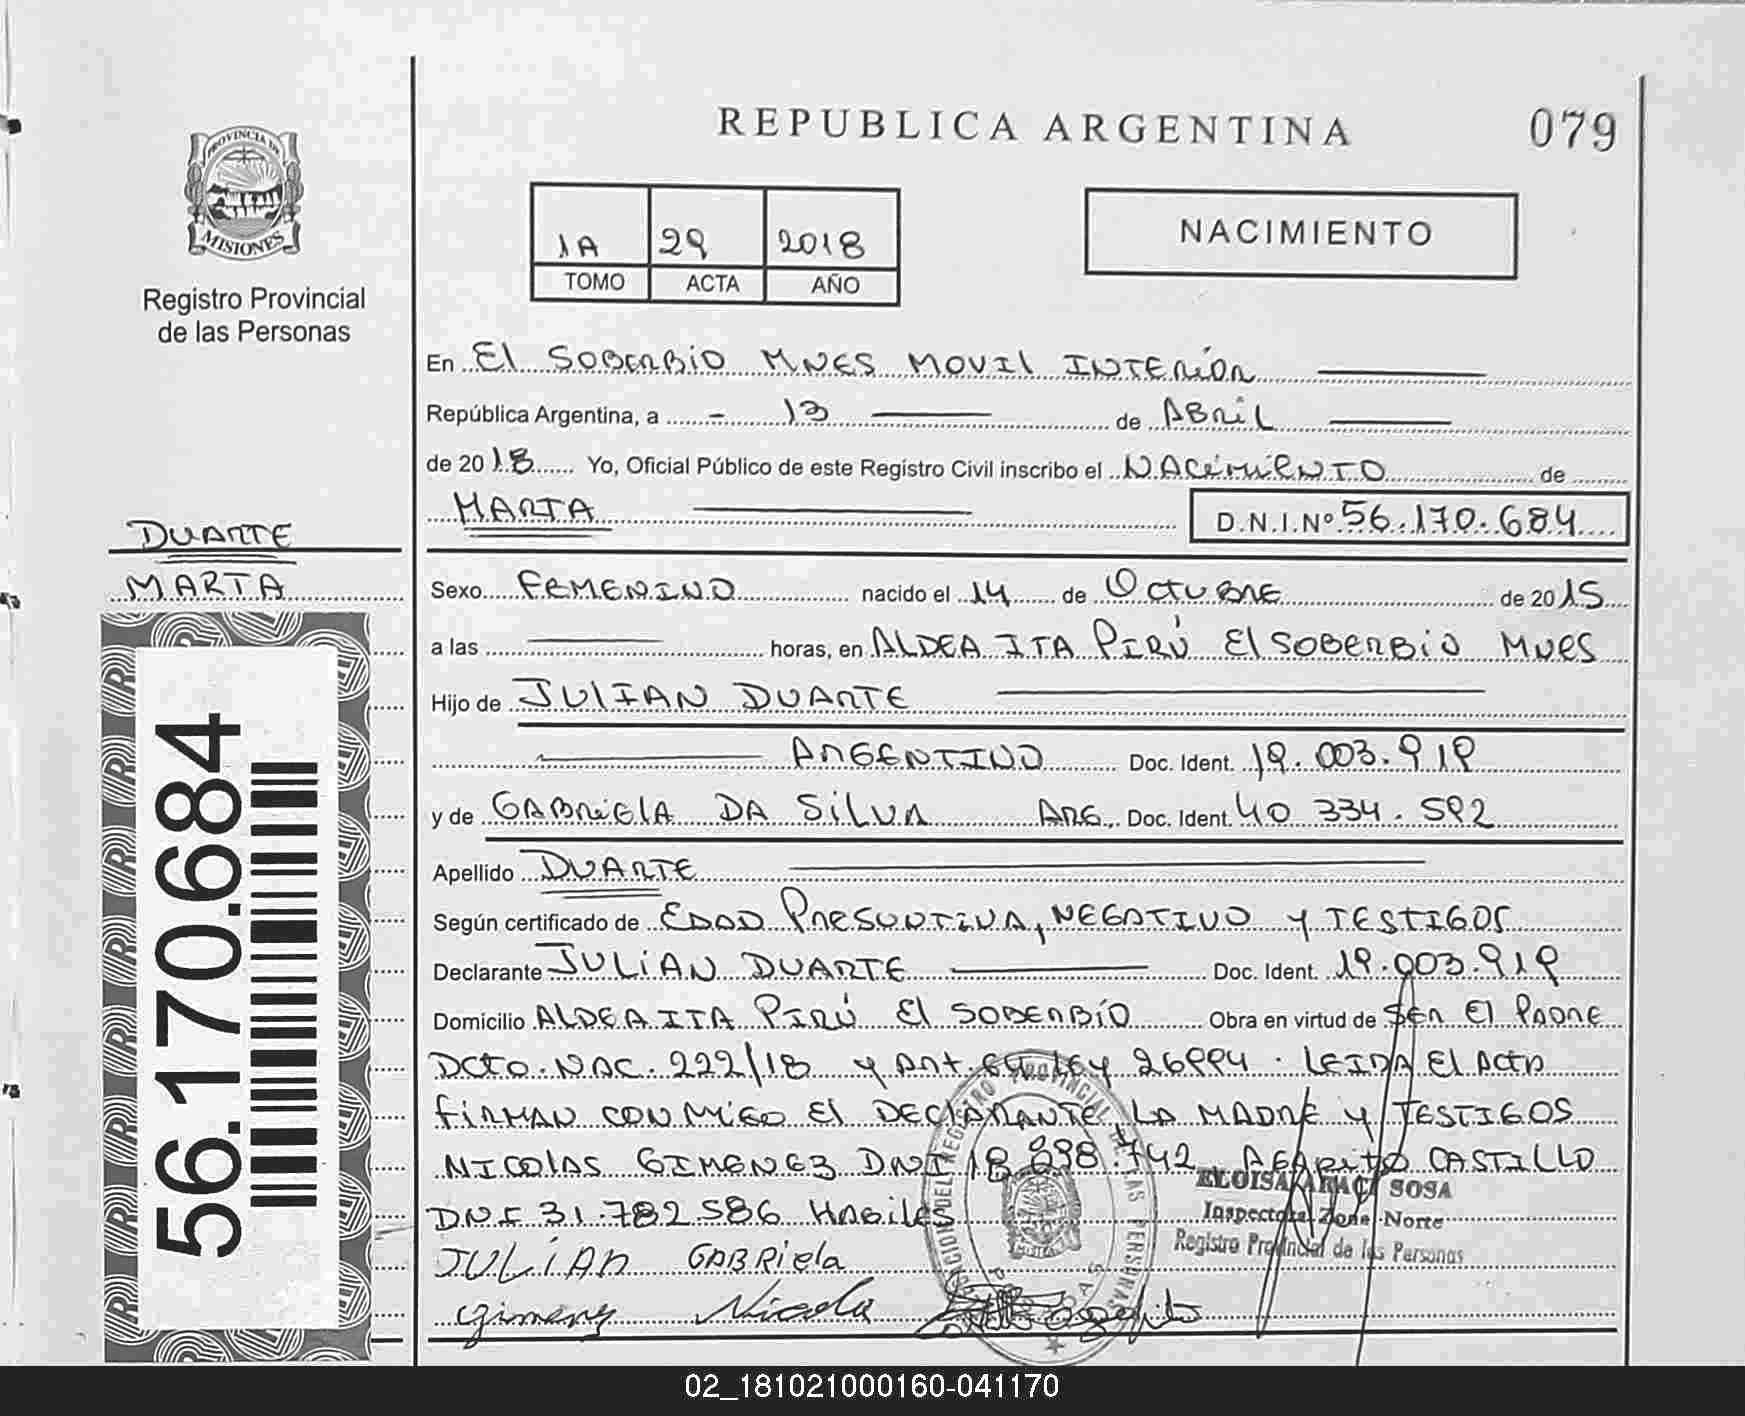 PROVINCIA DE
MISIONES
Registro Provincial
de las Personas
REPUBLICA ARGENTINA
079
1A 29 2018
TOMO ACTA AÑO
NACIMIENTO
En El SOBERBIO MNES MOVIL INTERIOR
República Argentina, a - 13 de ABRIL
de 2018 Yo, Oficial Público de este Registro Civil inscribo el NACIMIENTO de
MARTA D.N.I.Nº 56.170.684
DUARTE
MARTA
56.170.684
Sexo FEMENINO nacido el 14 de OCTUBRE de 2015
a las horas, en ALDEA ITA PIRÚ El SOBERBIO MNES
Hijo de JULIAN DUARTE
ARGENTINO Doc. Ident. 19.003.919
y de GABRIELA DA SILVA ARG. Doc. Ident. 40 334.592
Apellido DUARTE
Según certificado de EDAD PRESUNTIVA, NEGATIVO Y TESTIGOS
Declarante JULIAN DUARTE Doc. Ident. 19.003.919
Domicilio ALDEA ITA PIRÚ El SOBERBIO Obra en virtud de SER El PADRE
DCTO. NAC. 222/18 y Art. ley 26994. LEIDA El ACTA
FIRMAN CONMIGO El DECLARANTE, LA MADRE Y TESTIGOS
NICOLAS GIMENEZ DNI 18 898.742 AGAPITO CASTILLO
DNI 31.782.586 HABILES
ELOISA SOSA
Inspectora Zona Norte
Registro Provincial de las Personas
JULIAN GABRIELA
Gimenez Nicola Agapito
02_181021000160-041170